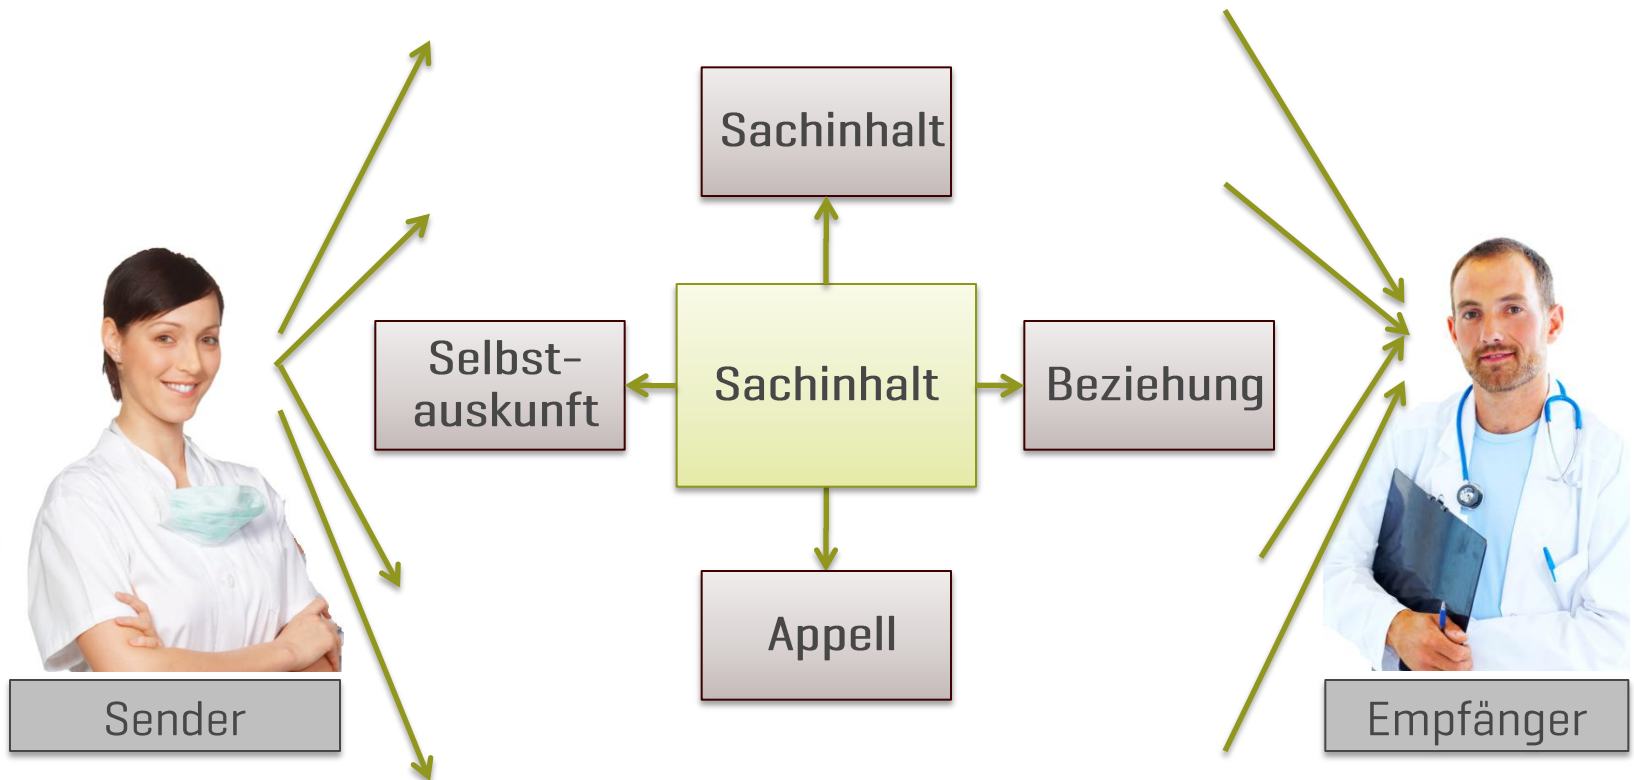 Sachinhalt
Selbst-
auskunft
Sachinhalt
Beziehung
Appell
Sender
Empfänger